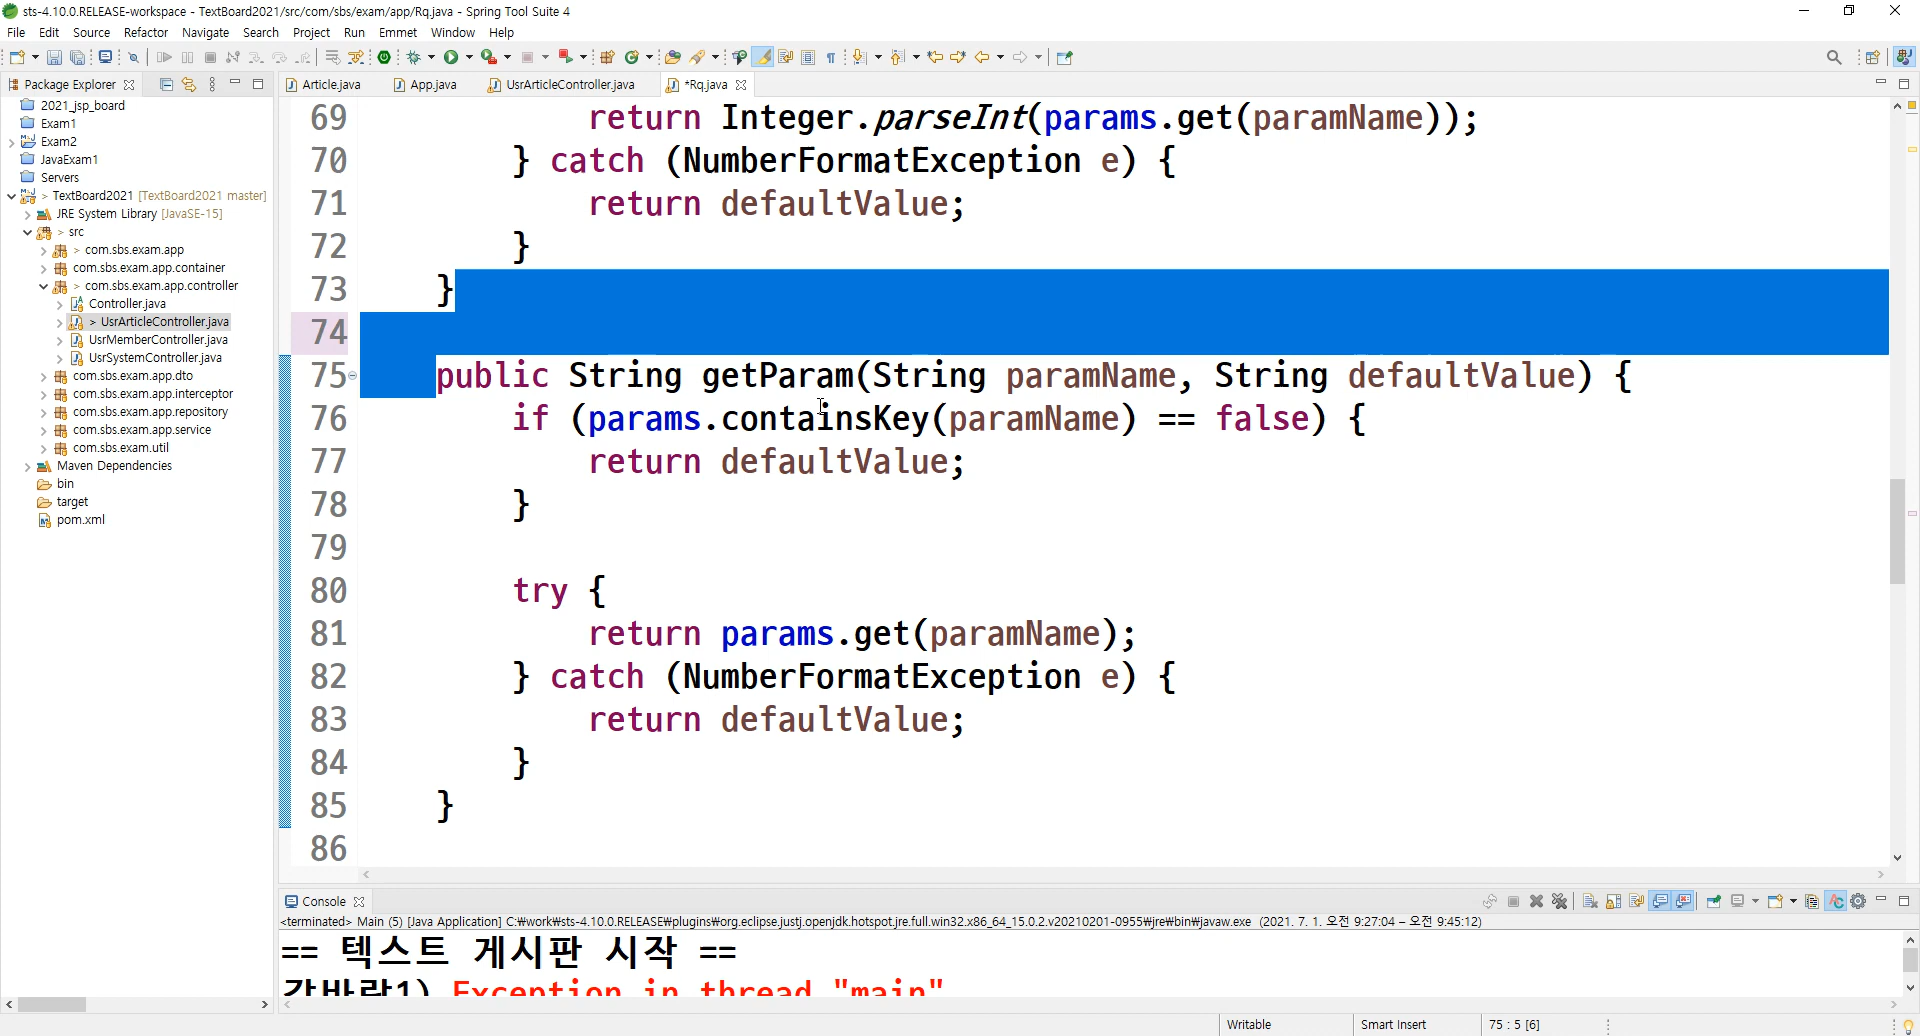 sts-4.10.0.RELEASE-workspace - TextBoard2021/src/com/sbs/exam/app/Rq.java - Spring Tool Suite 4
File Edit Source Refactor Navigate Search Project Run Emmet Window Help
Package Explorer
2021_jsp_board
Exam1
Exam2
JavaExam1
Servers
> TextBoard2021 [TextBoard2021 master]
JRE System Library [JavaSE-15]
> src
> com.sbs.exam.app
com.sbs.exam.app.container
> com.sbs.exam.app.controller
Controller.java
> UsrArticleController.java
UsrMemberController.java
UsrSystemController.java
com.sbs.exam.app.dto
com.sbs.exam.app.interceptor
com.sbs.exam.app.repository
com.sbs.exam.app.service
com.sbs.exam.util
Maven Dependencies
bin
target
pom.xml
Article.java App.java UsrArticleController.java *Rq.java
69 return Integer.parseInt(params.get(paramName));
70 } catch (NumberFormatException e) {
71 return defaultValue;
72 }
73 }
74
75 public String getParam(String paramName, String defaultValue) {
76 if (params.containsKey(paramName) == false) {
77 return defaultValue;
78 }
79
80 try {
81 return params.get(paramName);
82 } catch (NumberFormatException e) {
83 return defaultValue;
84 }
85 }
86
Console
<terminated> Main (5) [Java Application] C:₩work₩sts-4.10.0.RELEASE₩plugins₩org.eclipse.justj.openjdk.hotspot.jre.full.win32.x86_64_15.0.2.v20210201-0955₩jre₩bin₩javaw.exe (2021. 7. 1. 오전 9:27:04 – 오전 9:45:12)
== 텍스트 게시판 시작 ==
Exception in thread "main"
Writable Smart Insert 75 : 5 [6]